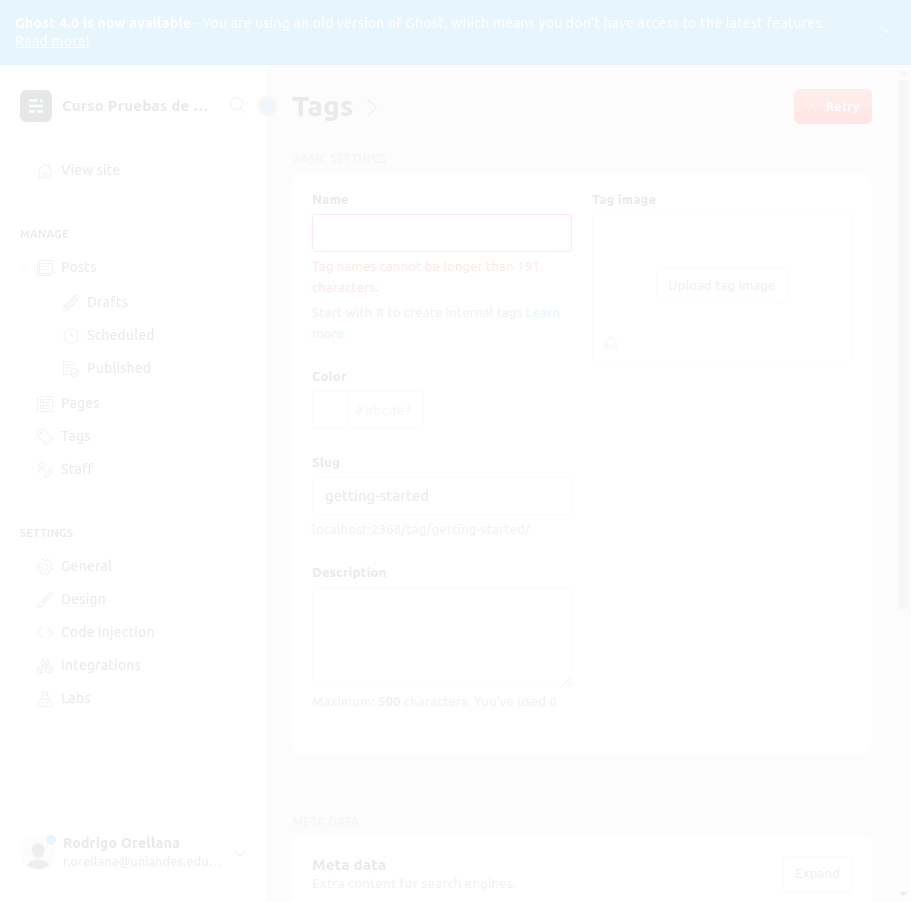 Ghost 4.0 is now available - You are using an old version of Ghost, which means you don't have access to the latest features.
Read more!
Curso Pruebas de ...
View site
MANAGE
Posts
Drafts
Scheduled
Published
Pages
Tags
Staff
SETTINGS
General
Design
Code injection
Integrations
Labs
Rodrigo Orellana
r.orellana@uniandes.edu...
Tags
Retry
BASIC SETTINGS
Name
Tag names cannot be longer than 191
characters.
Start with # to create internal tags Learn
more
Color
# abcdef
Slug
getting-started
localhost:2368/tag/getting-started/
Description
Maximum: 500 characters. You've used 0
Tag image
Upload tag image
META DATA
Meta data
Extra content for search engines.
Expand